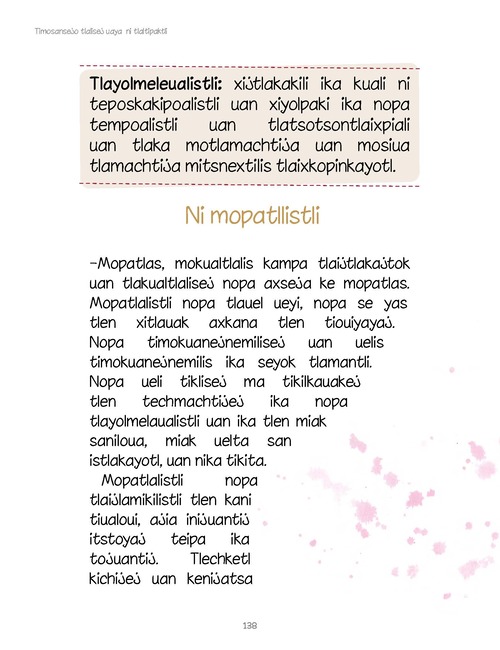 Timosansej tlalisej uaya ni tlaltipaktli
Tlayolmeleualistli: xijtlakakili ika kuali ni
teposkakipoalistli uan xiyolpaki ika nopa
tempoalistli uan tlatsotsontlaixpiali
uan tlaka motlamachtija uan mosiua
tlamachtija mitsnextilis tlaixkopinkayotl.
Ni mopatllistli
–Mopatlas, mokualtlalis kampa tlaijtlakajtok
uan tlakualtlalisej nopa axseja ke mopatlas.
Mopatlalistli nopa tlauel ueyi, nopa se yas
tlen xitlauak axkana tlen tiouijyayaj.
Nopa timokuanejnemilisej uan uelis
timokuanejnemilis ika seyok tlamantli.
Nopa ueli tiklisej ma tikilkauakej
tlen techmachtijsej ika nopa
tlayolmelaualistli uan ika tlen miak
saniloua, miak uelta san
istlakayotl, uan nika tikita.
Mopatlalistli nopa
tlaijlamikilistli tlen kani
tiualoui, ajia inijuantij
itstoyaj teipa ika
tojuantij. Tlechketl
kichijej uan kenijatsa
138